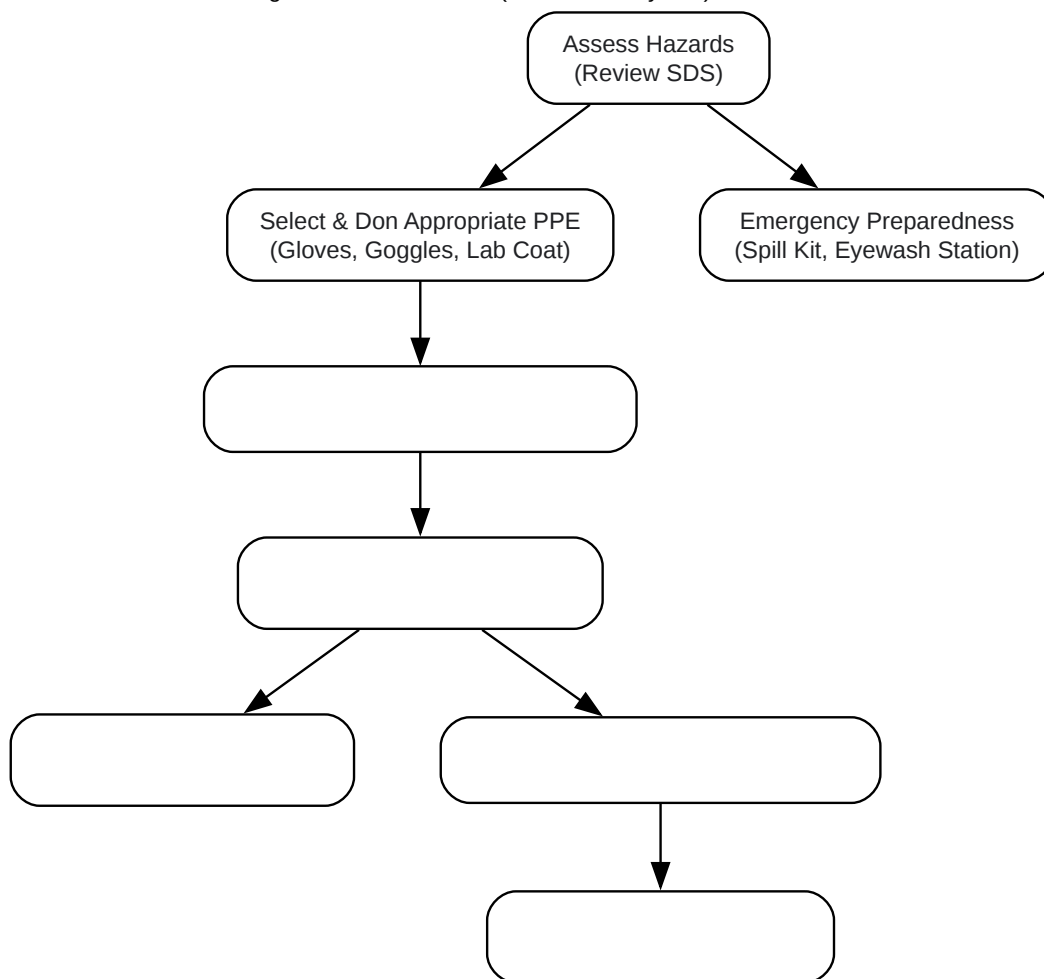 Assess Hazards
(Review SDS)
Select & Don Appropriate PPE
(Gloves, Goggles, Lab Coat)
Emergency Preparedness
(Spill Kit, Eyewash Station)